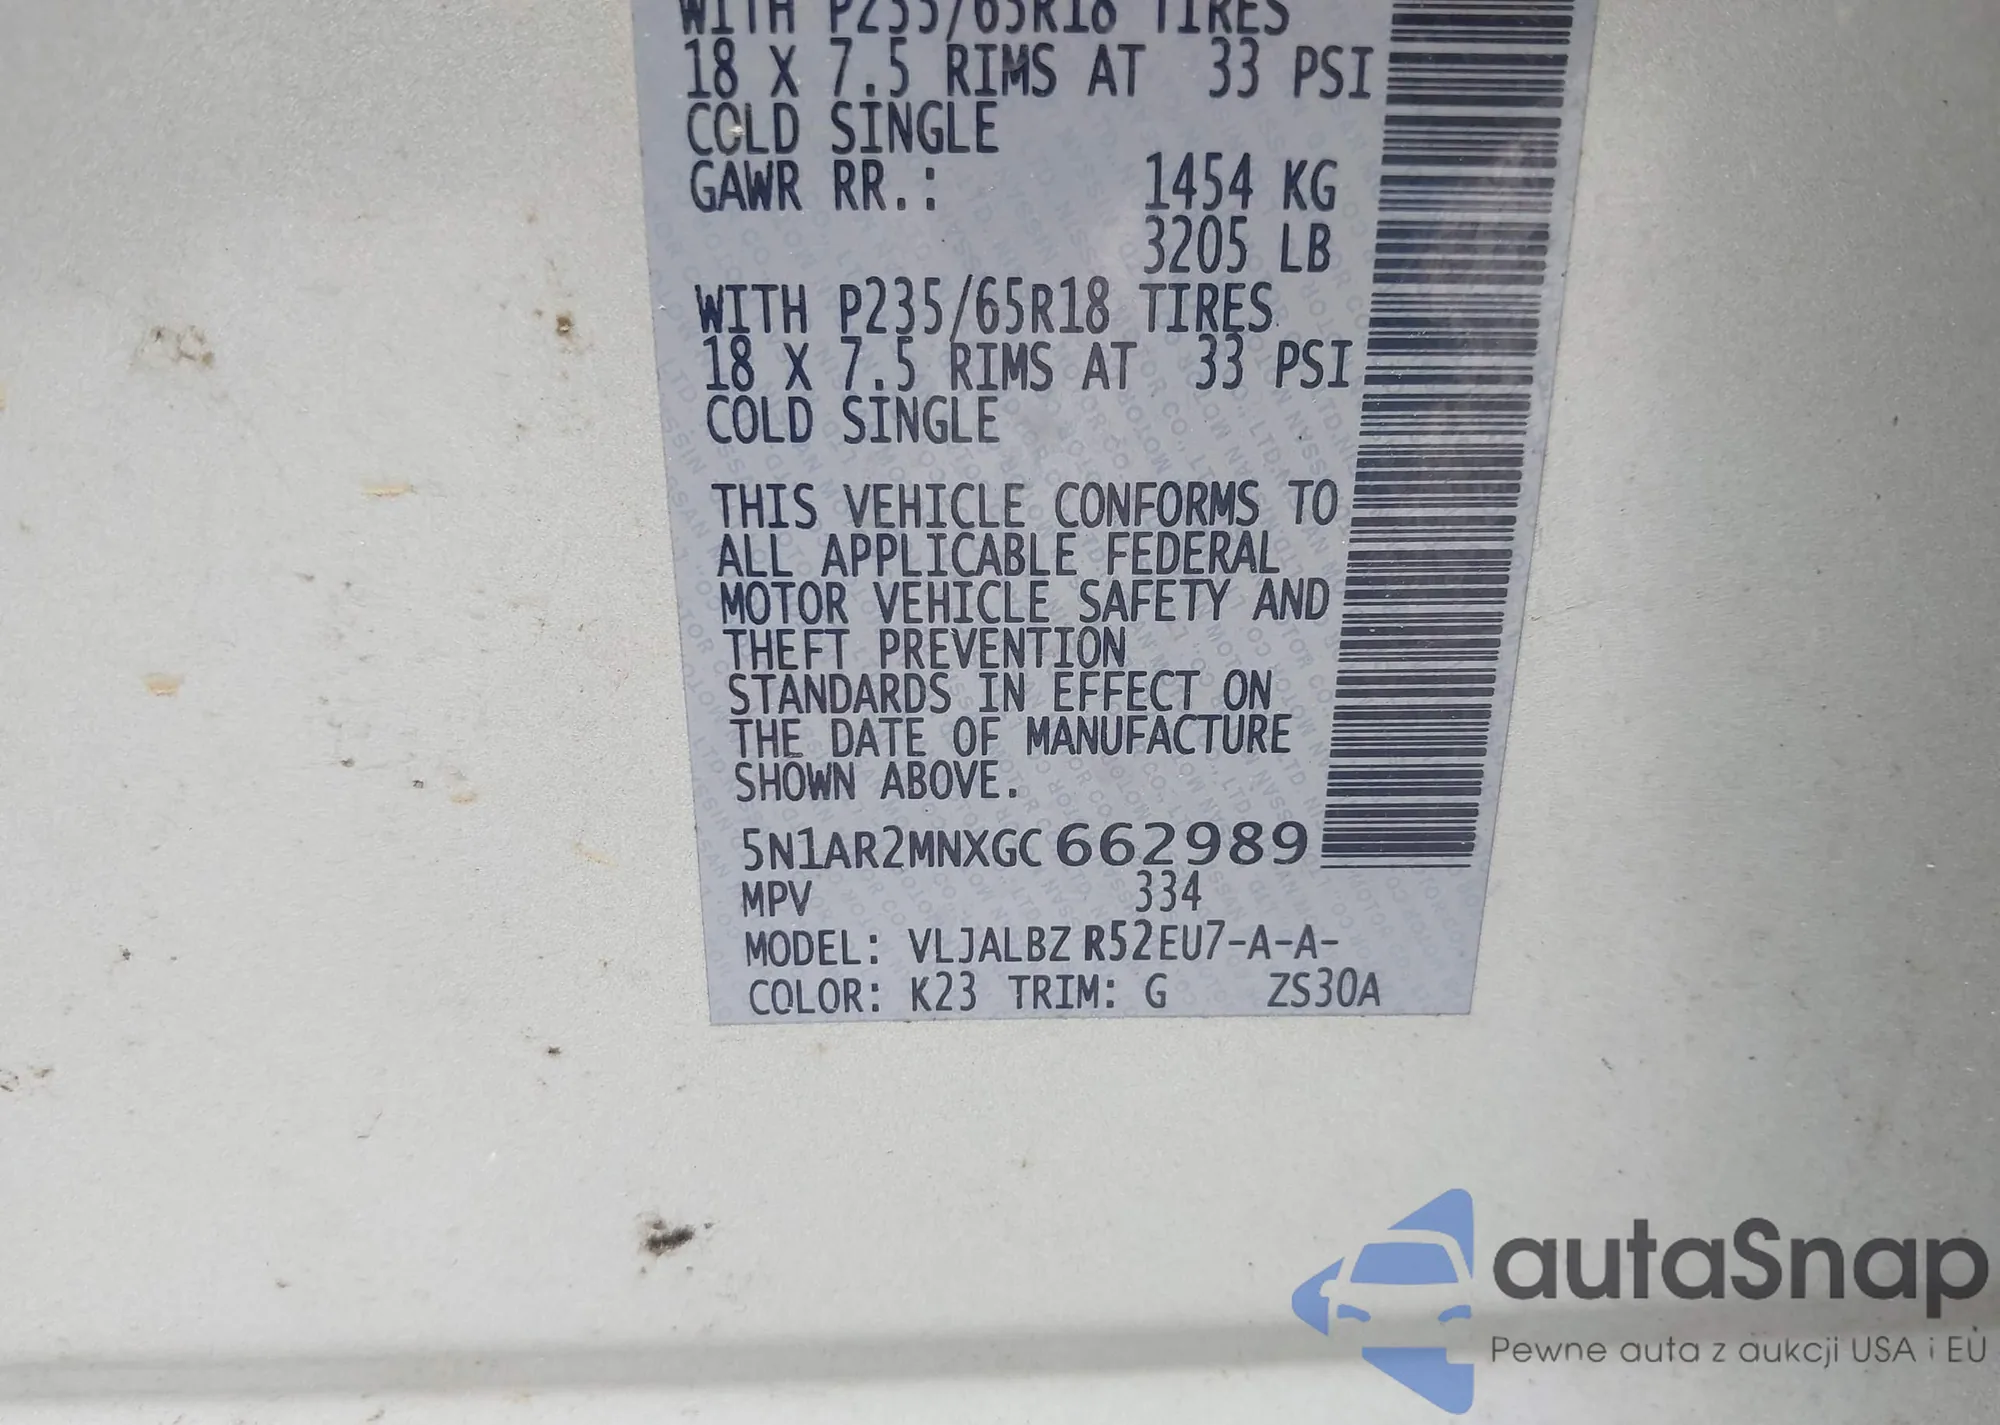 WITH P235/65R18 TIRES
18 X 7.5 RIMS AT 33 PSI
COLD SINGLE
GAWR RR.: 1454 KG
3205 LB
WITH P235/65R18 TIRES
18 X 7.5 RIMS AT 33 PSI
COLD SINGLE
THIS VEHICLE CONFORMS TO
ALL APPLICABLE FEDERAL
MOTOR VEHICLE SAFETY AND
THEFT PREVENTION
STANDARDS IN EFFECT ON
THE DATE OF MANUFACTURE
SHOWN ABOVE.
5N1AR2MNXGC662989
MPV 334
MODEL: VLJALBZ R52EU7-A-A-
COLOR: K23 TRIM: G ZS30A
autaSnap
Pewne auta z aukcji USA i EU